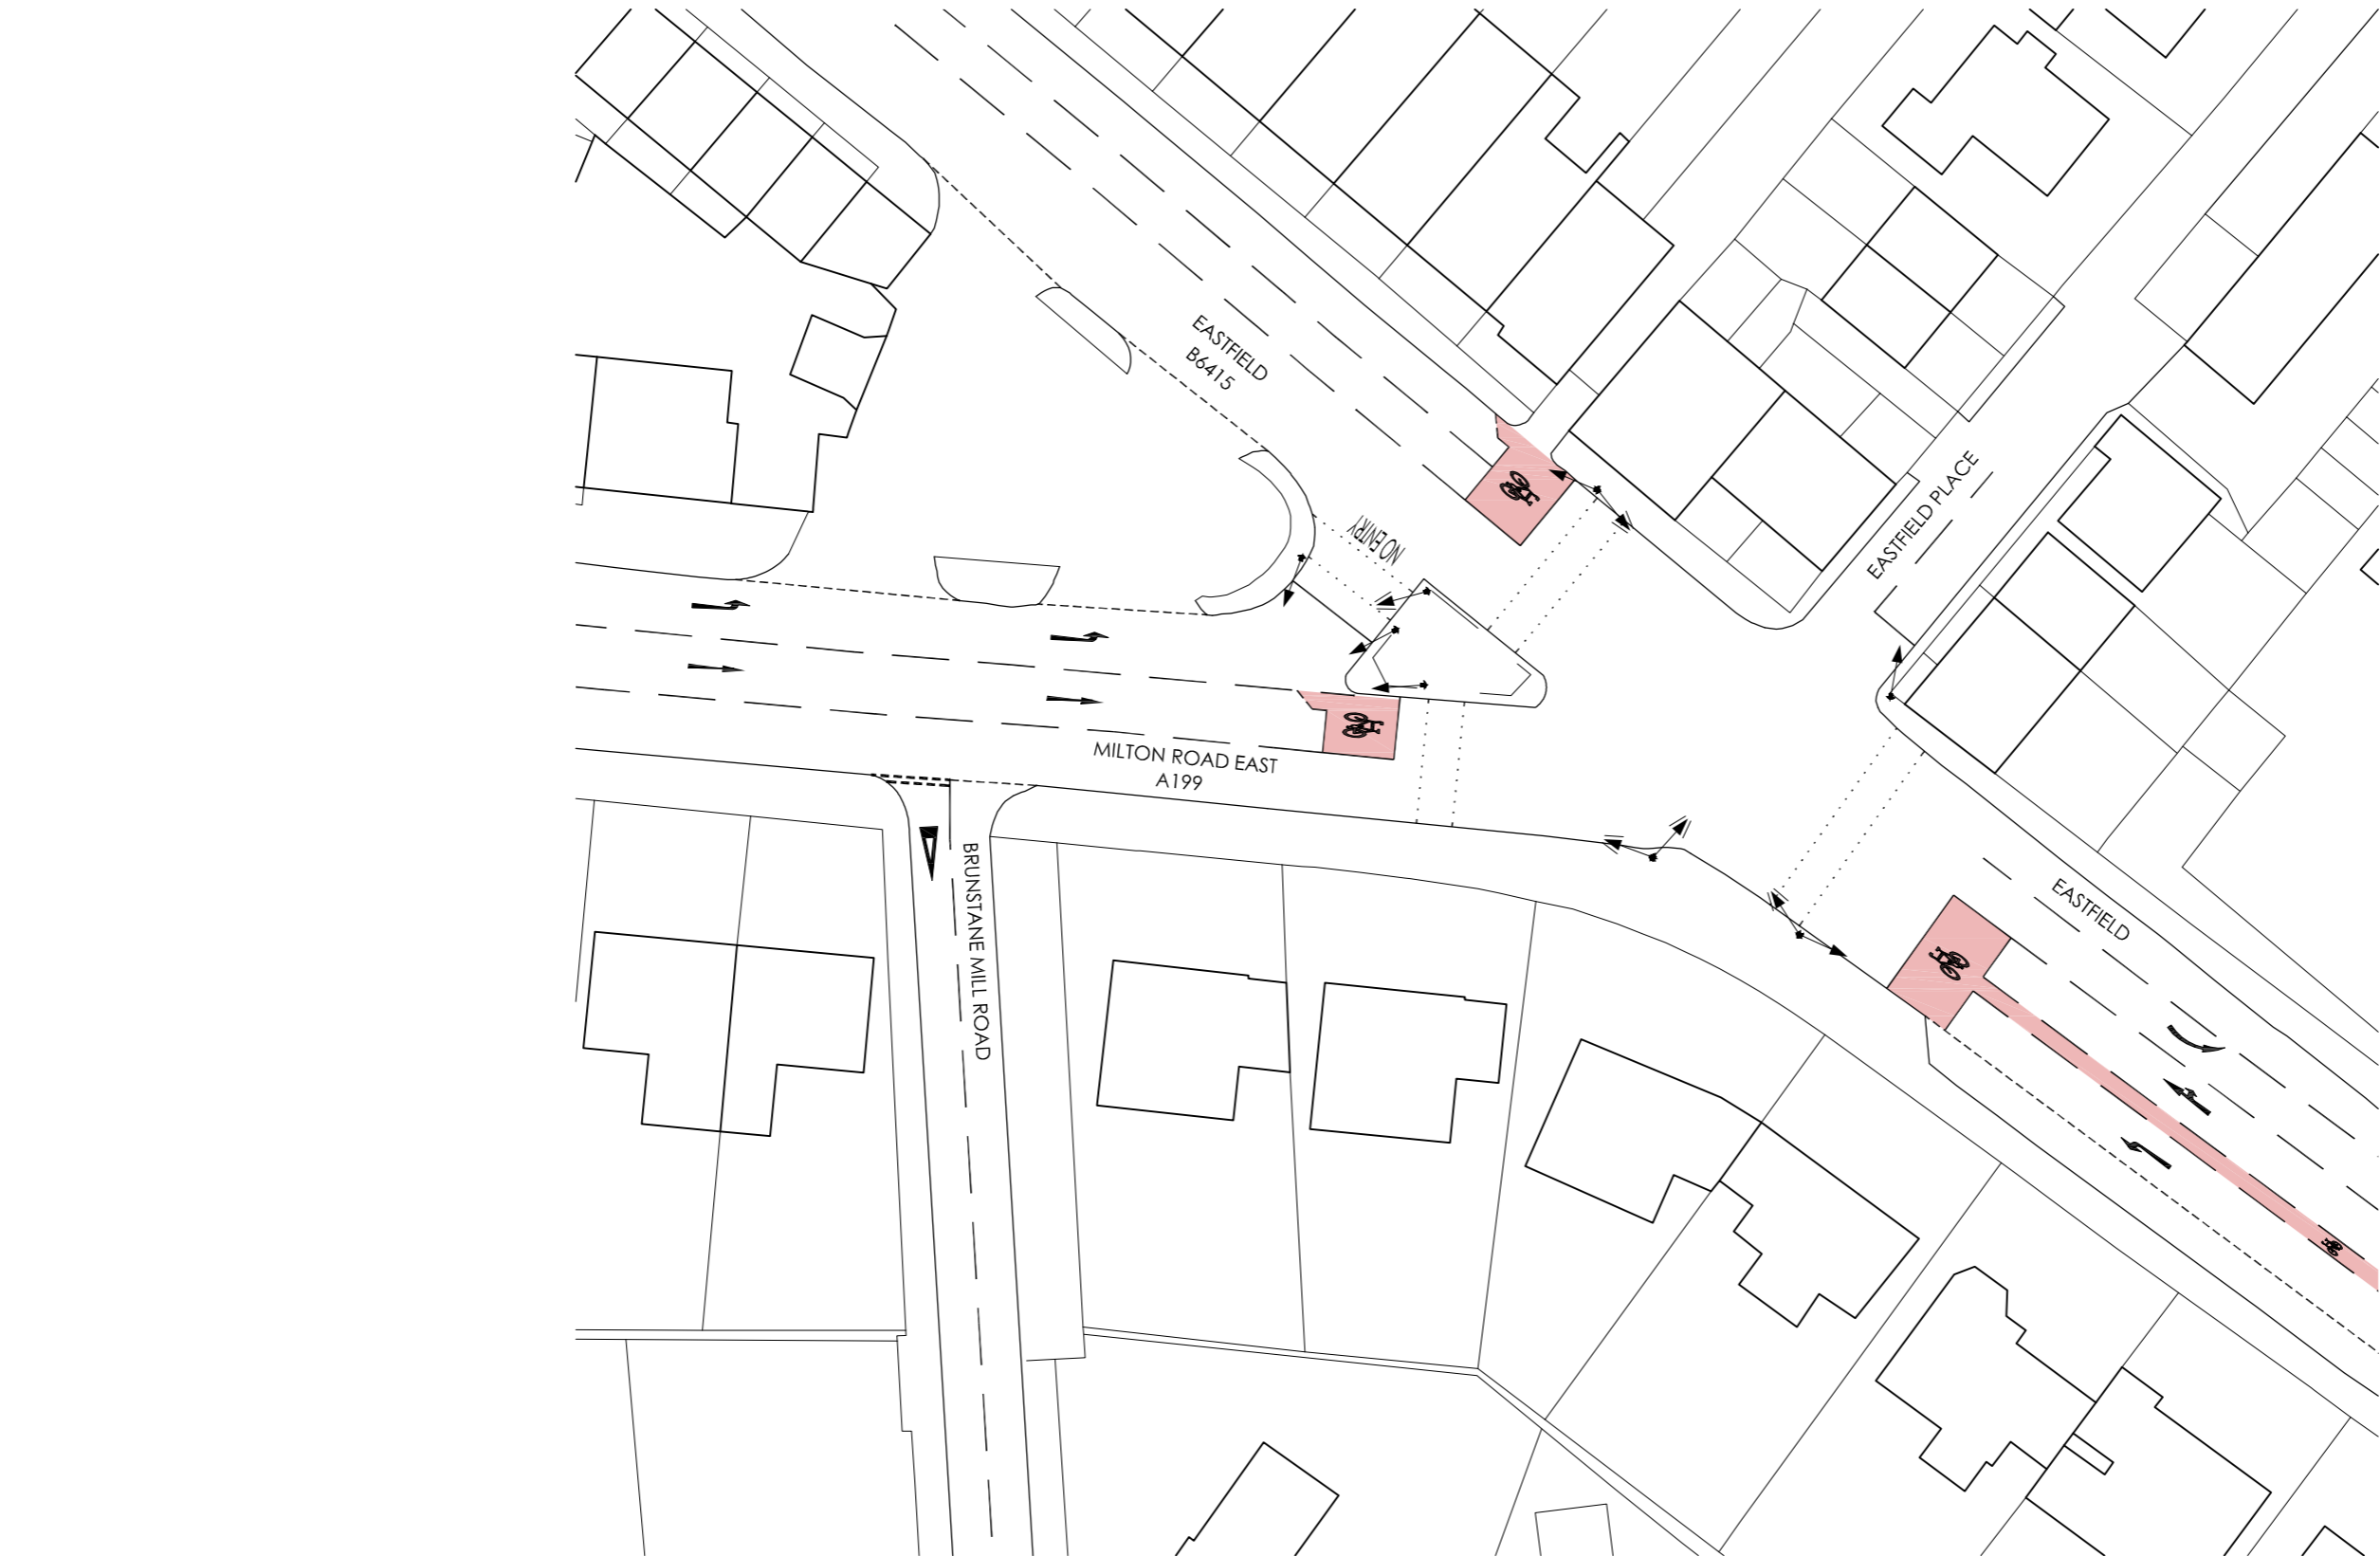 EASTFIELD
B6415
NO ENTRY
EASTFIELD PLACE
MILTON ROAD EAST
A199
BRUNSTANE MILL ROAD
EASTFIELD